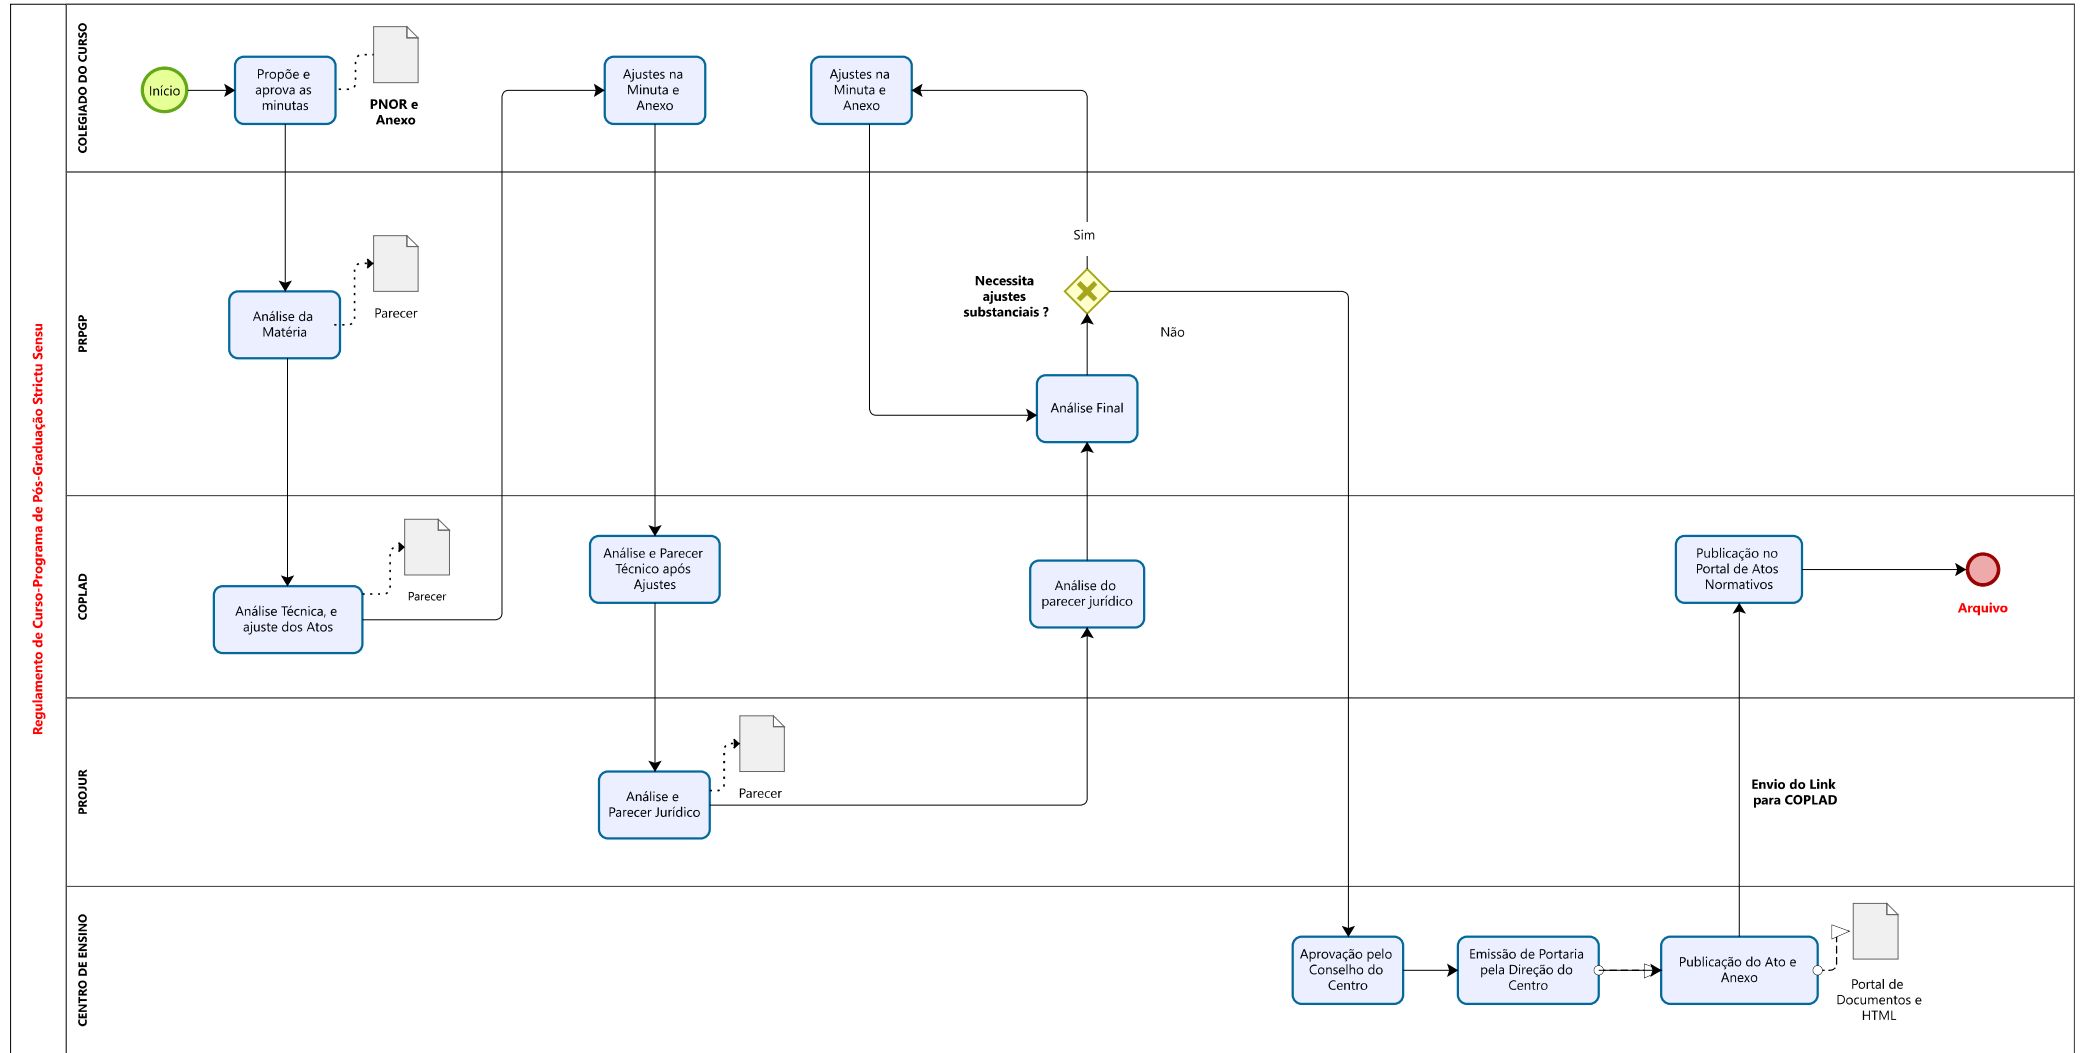 Regulamento de Curso-Programa de Pós-Graduação Strictu Sensu
COLEGIADO DO CURSO
Início
Propõe e
aprova as
minutas
PNOR e
Anexo
Ajustes na
Minuta e
Anexo
Ajustes na
Minuta e
Anexo
PRPGP
Análise da
Matéria
Parecer
Sim
Necessita
ajustes
substanciais ?
Não
Análise Final
COPLAD
Análise Técnica, e
ajuste dos Atos
Parecer
Análise e Parecer
Técnico após
Ajustes
Análise do
parecer jurídico
Publicação no
Portal de Atos
Normativos
Arquivo
PROJUR
Análise e
Parecer Jurídico
Parecer
Envio do Link
para COPLAD
CENTRO DE ENSINO
Aprovação pelo
Conselho do
Centro
Emissão de Portaria
pela Direção do
Centro
Publicação do Ato e
Anexo
Portal de
Documentos e
HTML